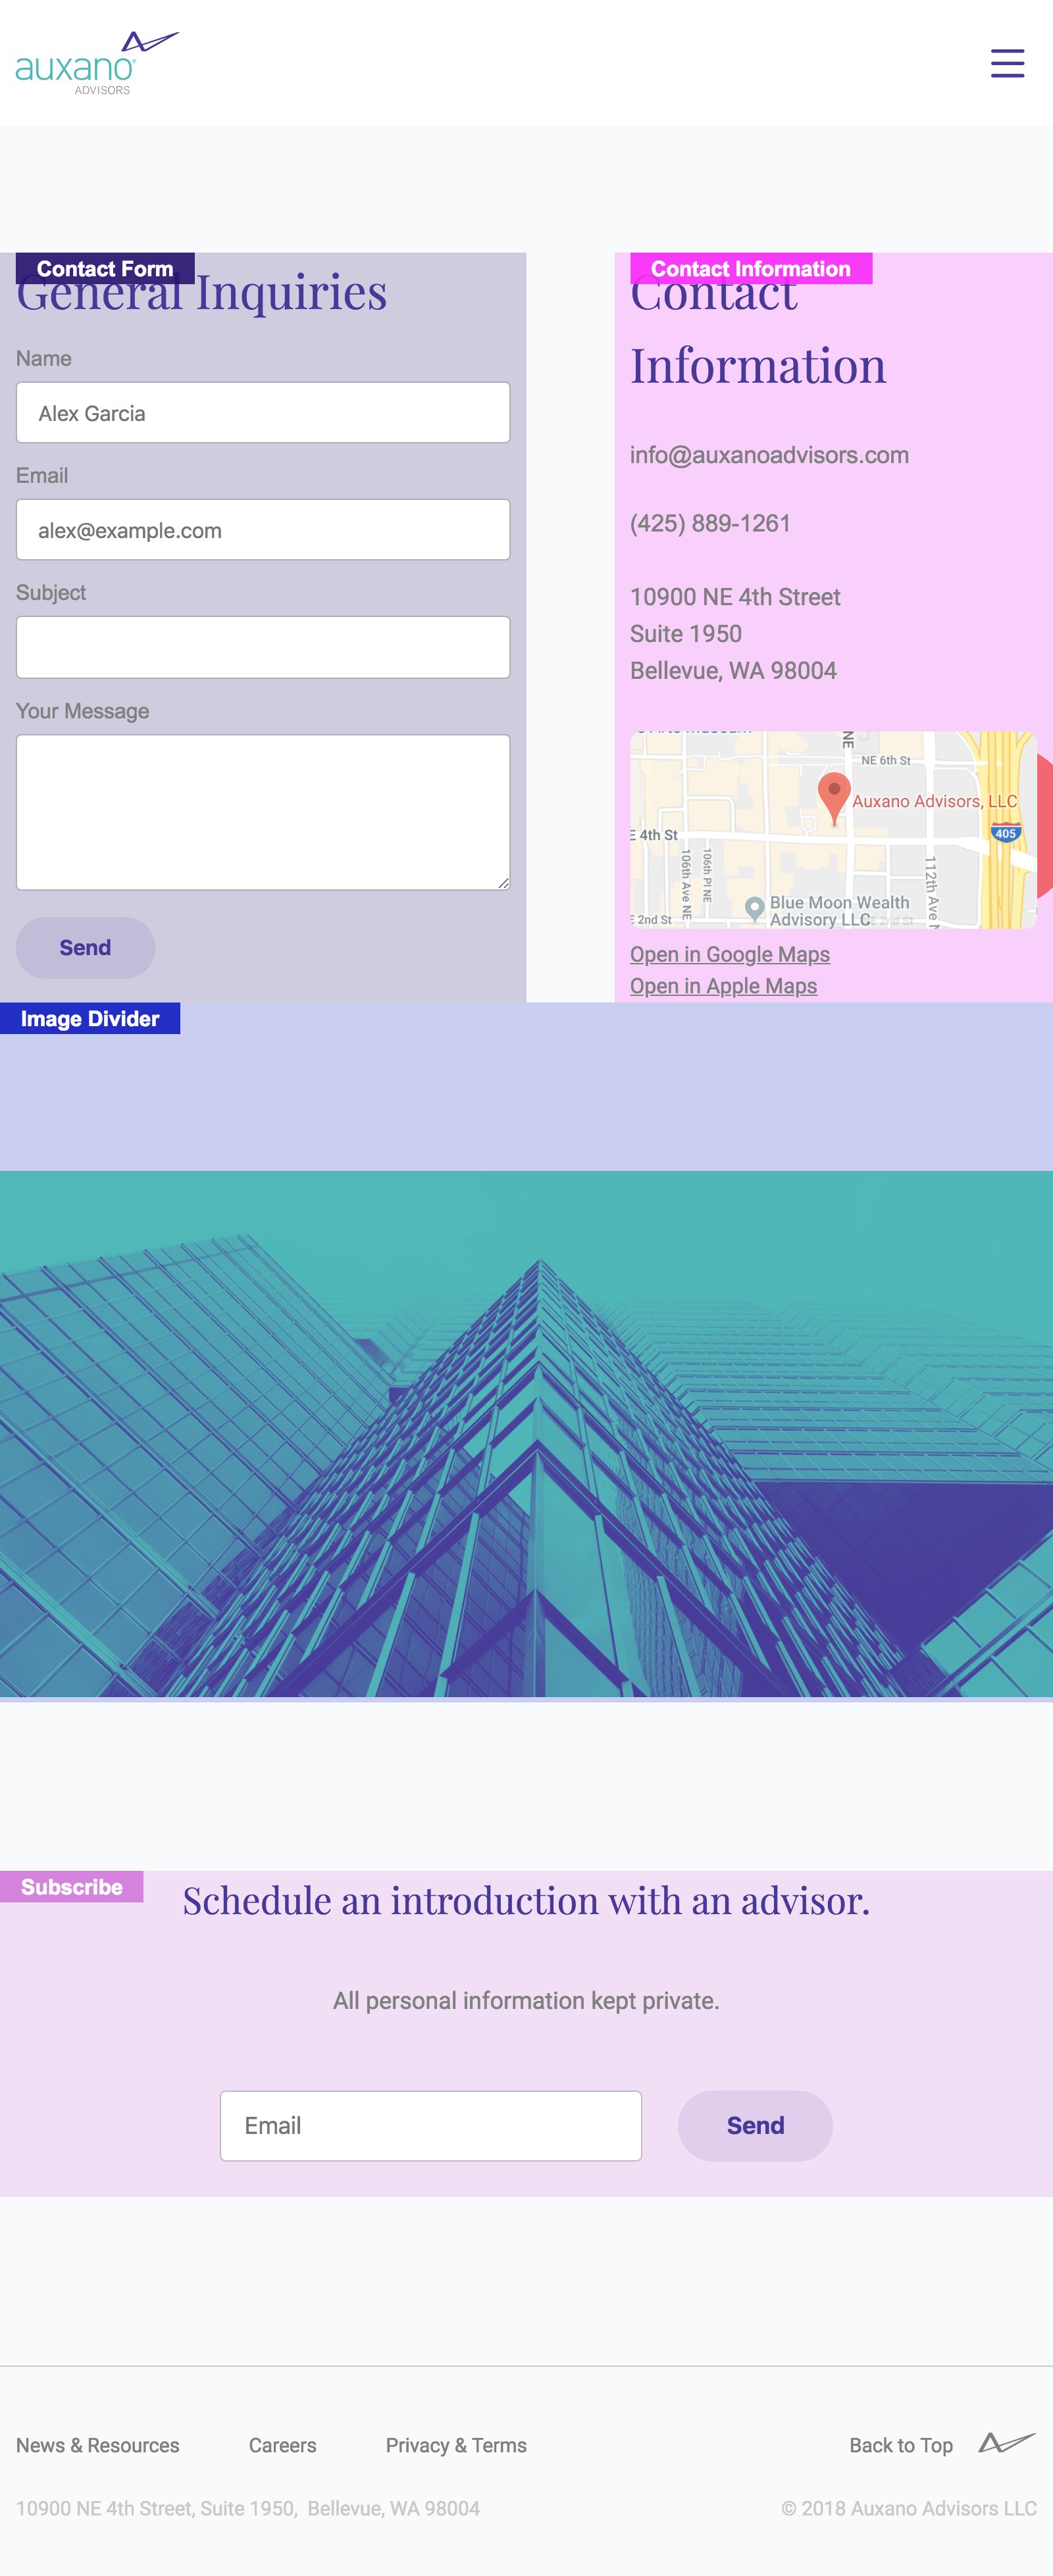 auxano
ADVISORS
Contact Form
General Inquiries
Name
Alex Garcia
Email
alex@example.com
Subject
Your Message
Send
Contact Information
Contact
Information
info@auxanoadvisors.com
(425) 889-1261
10900 NE 4th Street
Suite 1950
Bellevue, WA 98004
NE
NE 6th St
Auxano Advisors, LLC
405
E 4th St
106th Ave NE
106th Pl NE
112th Ave N
Blue Moon Wealth
Advisory LLC
E 2nd St
E 2nd St
Open in Google Maps
Open in Apple Maps
Image Divider
Subscribe
Schedule an introduction with an advisor.
All personal information kept private.
Email
Send
News & Resources
Careers
Privacy & Terms
Back to Top
10900 NE 4th Street, Suite 1950, Bellevue, WA 98004
© 2018 Auxano Advisors LLC